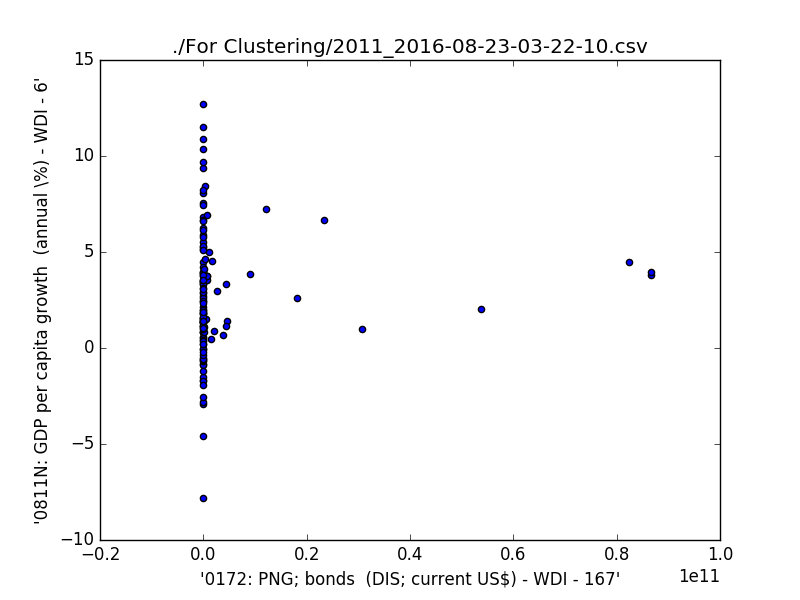 ./For Clustering/2011_2016-08-23-03-22-10.csv
15
10
5
0
−5
−10
'0811N: GDP per capita growth  (annual \%) - WDI - 6'
−0.2 0.0 0.2 0.4 0.6 0.8 1.0
1e11
'0172: PNG; bonds  (DIS; current US$) - WDI - 167'